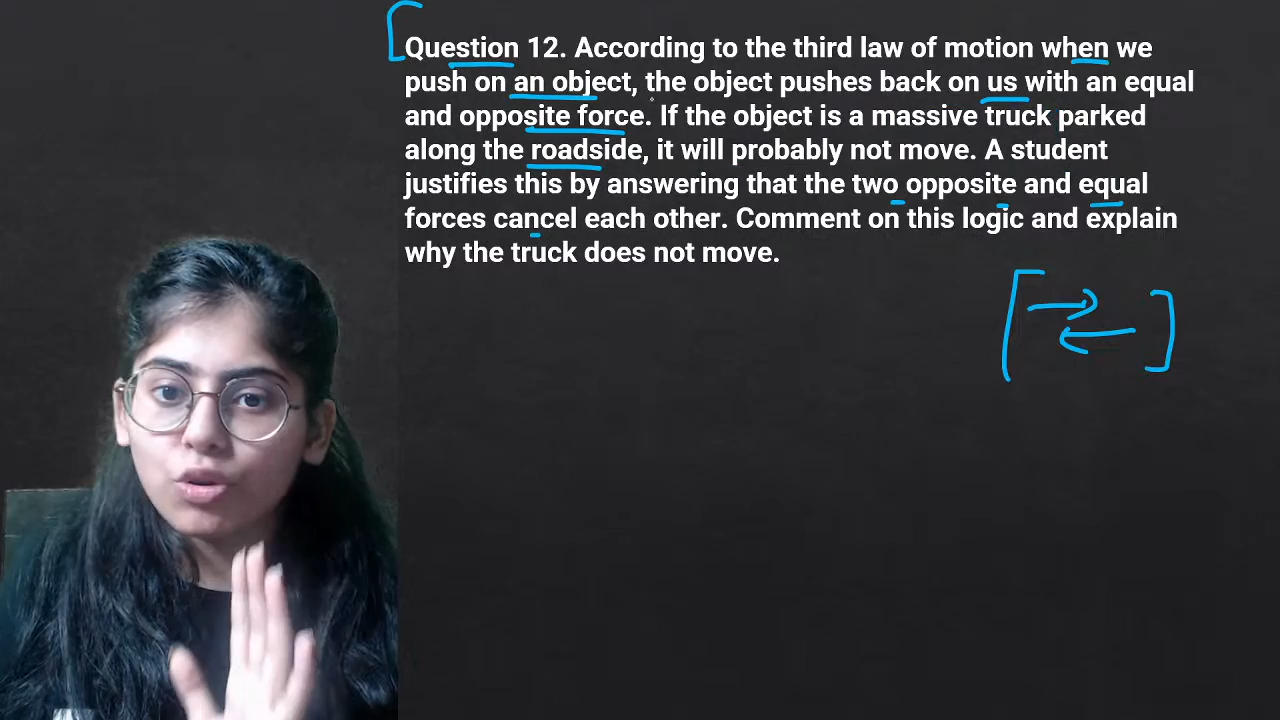 Question 12. According to the third law of motion when we
push on an object, the object pushes back on us with an equal
and opposite force. If the object is a massive truck parked
along the roadside, it will probably not move. A student
justifies this by answering that the two opposite and equal
forces cancel each other. Comment on this logic and explain
why the truck does not move.